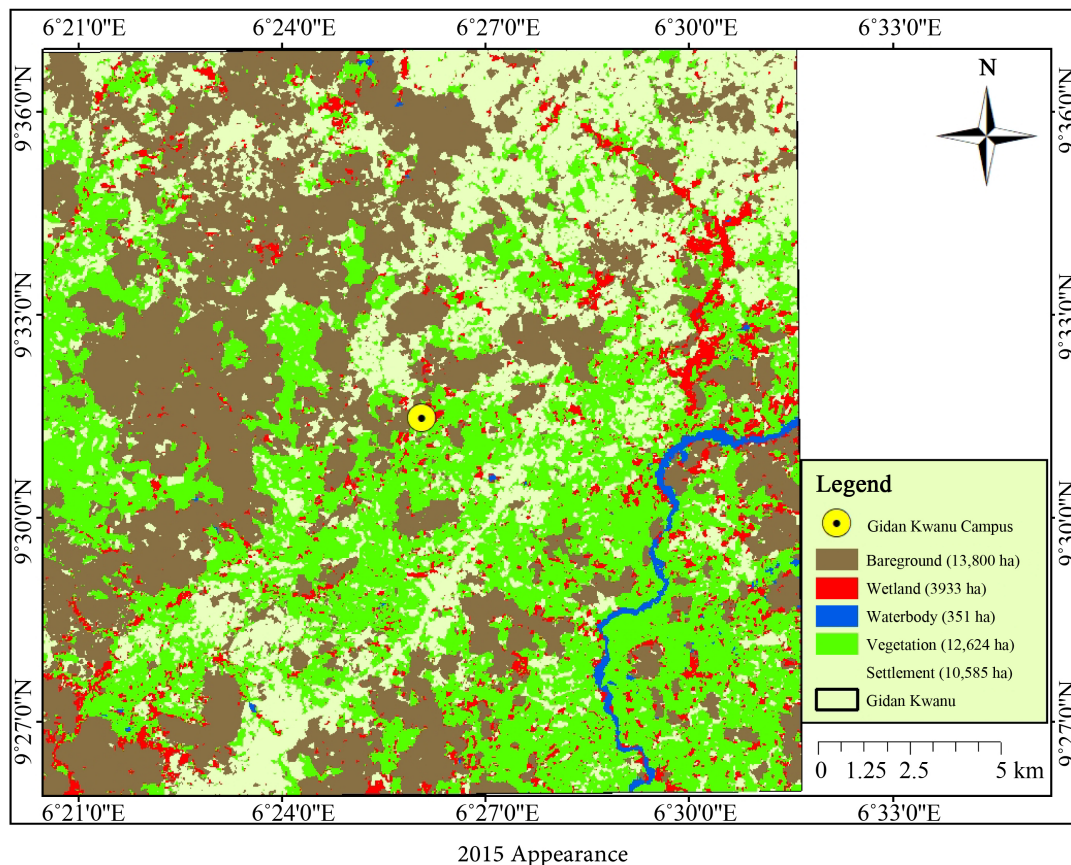 6°21'0"E 6°24'0"E 6°27'0"E 6°30'0"E 6°33'0"E
N
9°36'0"N
9°36'0"N
9°33'0"N
9°33'0"N
9°30'0"N
9°30'0"N
9°27'0"N
9°27'0"N
Legend
Gidan Kwanu Campus
Bareground (13,800 ha)
Wetland (3933 ha)
Waterbody (351 ha)
Vegetation (12,624 ha)
Settlement (10,585 ha)
Gidan Kwanu
0 1.25 2.5 5 km
6°21'0"E 6°24'0"E 6°27'0"E 6°30'0"E 6°33'0"E
2015 Appearance